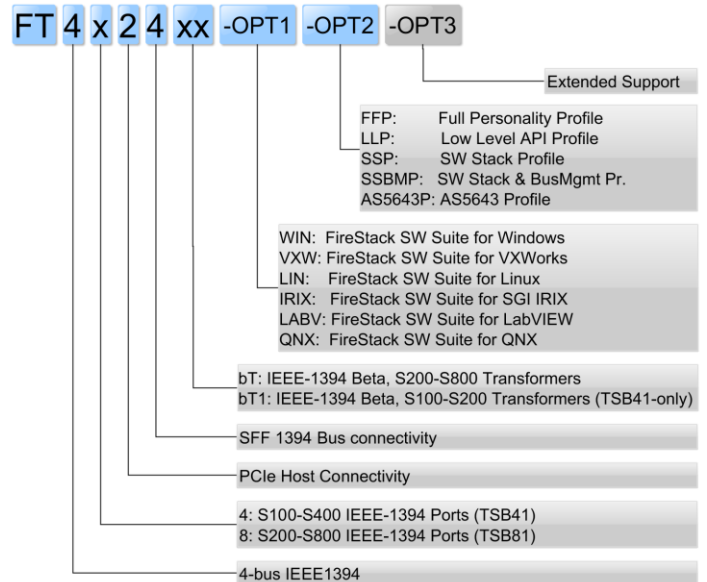 FT 4 x 2 4 xx -OPT1 -OPT2 -OPT3
Extended Support
FFP: Full Personality Profile
LLP: Low Level API Profile
SSP: SW Stack Profile
SSBMP: SW Stack & BusMgmt Pr.
AS5643P: AS5643 Profile
WIN: FireStack SW Suite for Windows
VXW: FireStack SW Suite for VXWorks
LIN: FireStack SW Suite for Linux
IRIX: FireStack SW Suite for SGI IRIX
LABV: FireStack SW Suite for LabVIEW
QNX: FireStack SW Suite for QNX
bT: IEEE-1394 Beta, S200-S800 Transformers
bT1: IEEE-1394 Beta, S100-S200 Transformers (TSB41-only)
SFF 1394 Bus connectivity
PCIe Host Connectivity
4: S100-S400 IEEE-1394 Ports (TSB41)
8: S200-S800 IEEE-1394 Ports (TSB81)
4-bus IEEE1394